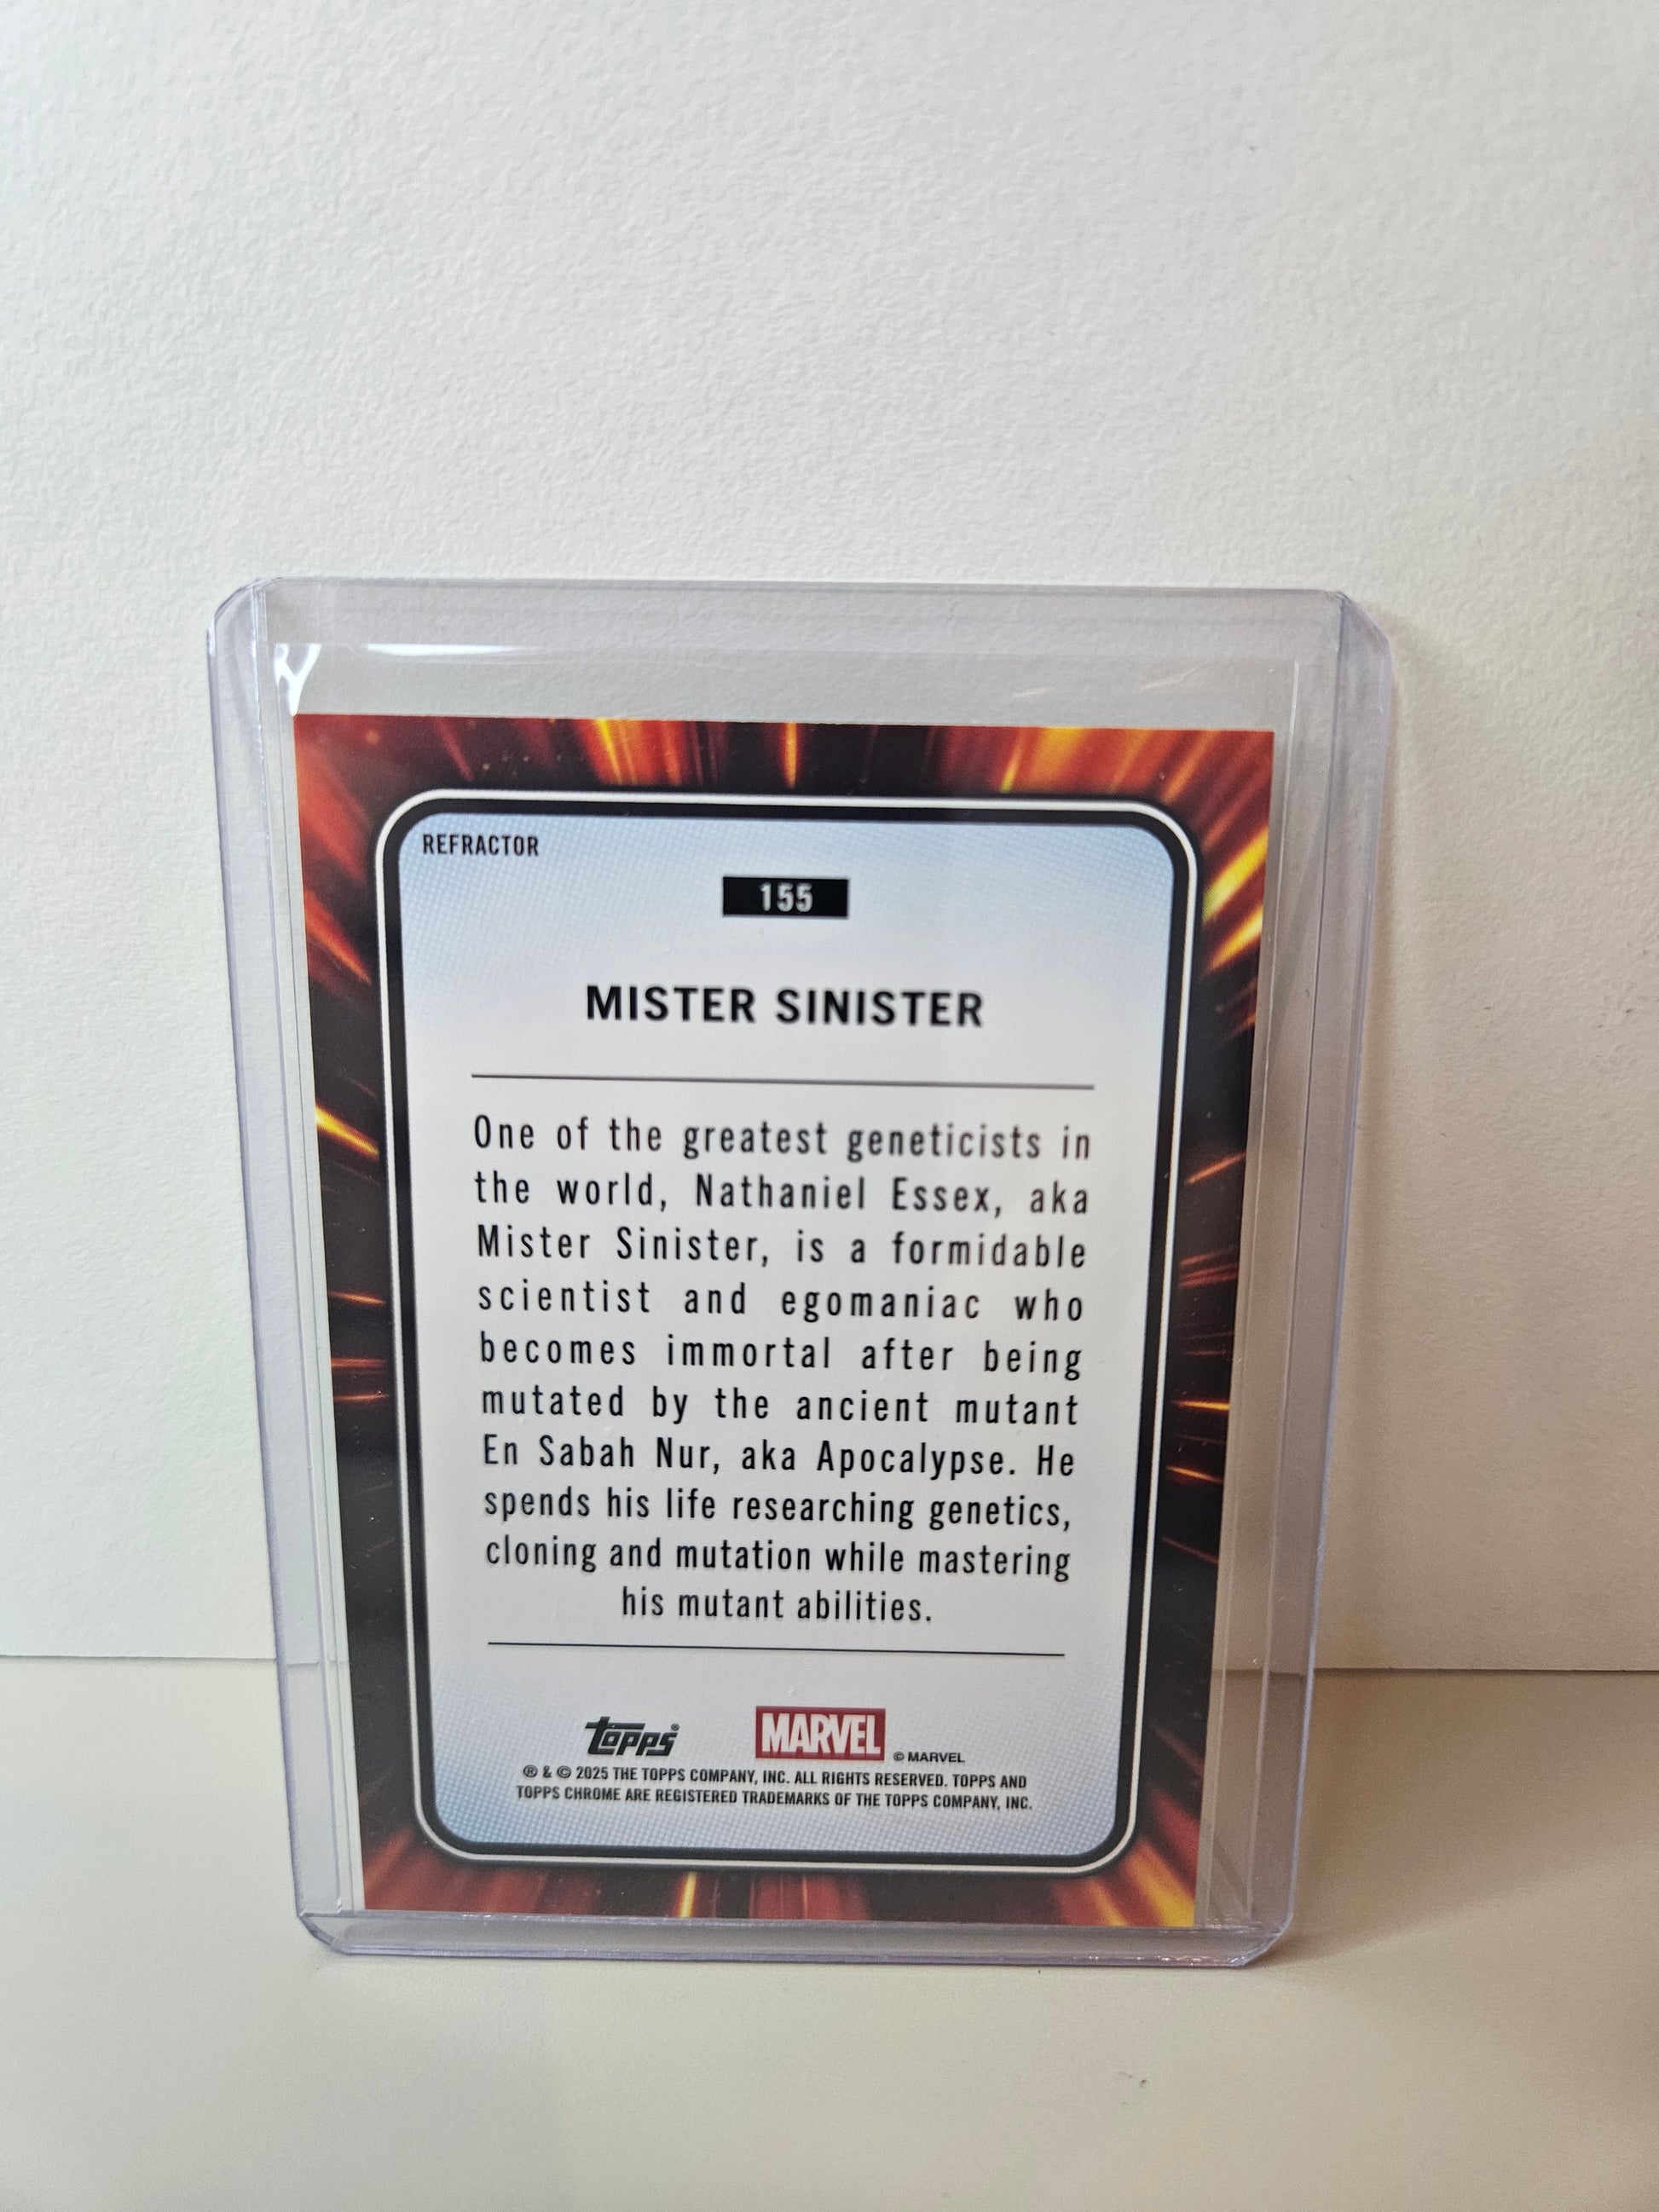 REFRACTOR
155
MISTER SINISTER
One of the greatest geneticists in
the world, Nathaniel Essex, aka
Mister Sinister, is a formidable
scientist and egomaniac who
becomes immortal after being
mutated by the ancient mutant
En Sabah Nur, aka Apocalypse. He
spends his life researching genetics,
cloning and mutation while mastering
his mutant abilities.
topps® MARVEL © MARVEL
® & © 2025 THE TOPPS COMPANY, INC. ALL RIGHTS RESERVED. TOPPS AND
TOPPS CHROME ARE REGISTERED TRADEMARKS OF THE TOPPS COMPANY, INC.